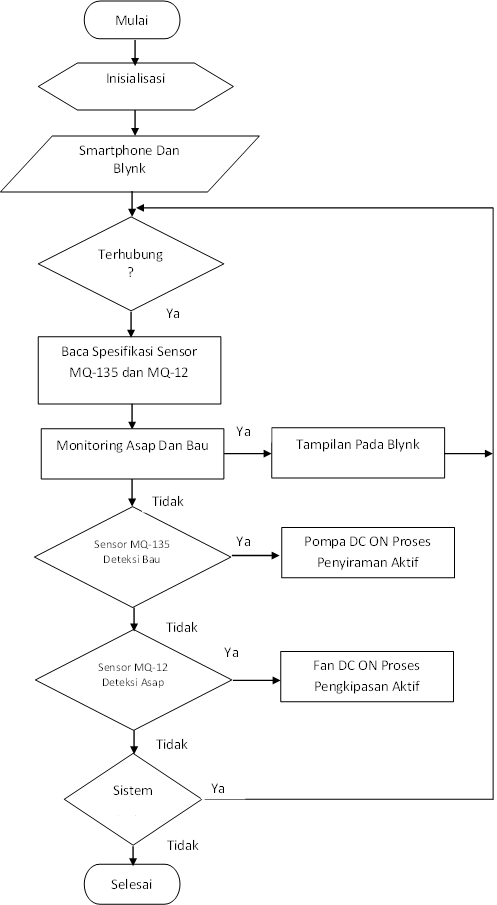 Mulai
Inisialisasi
Smartphone Dan
Blynk
Terhubung
?
Ya
Baca Spesifikasi Sensor
MQ-135 dan MQ-12
Monitoring Asap Dan Bau
Ya
Tampilan Pada Blynk
Tidak
Sensor MQ-135
Deteksi Bau
Ya
Pompa DC ON Proses
Penyiraman Aktif
Tidak
Sensor MQ-12
Deteksi Asap
Ya
Fan DC ON Proses
Pengkipasan Aktif
Tidak
Sistem
Ya
Tidak
Selesai